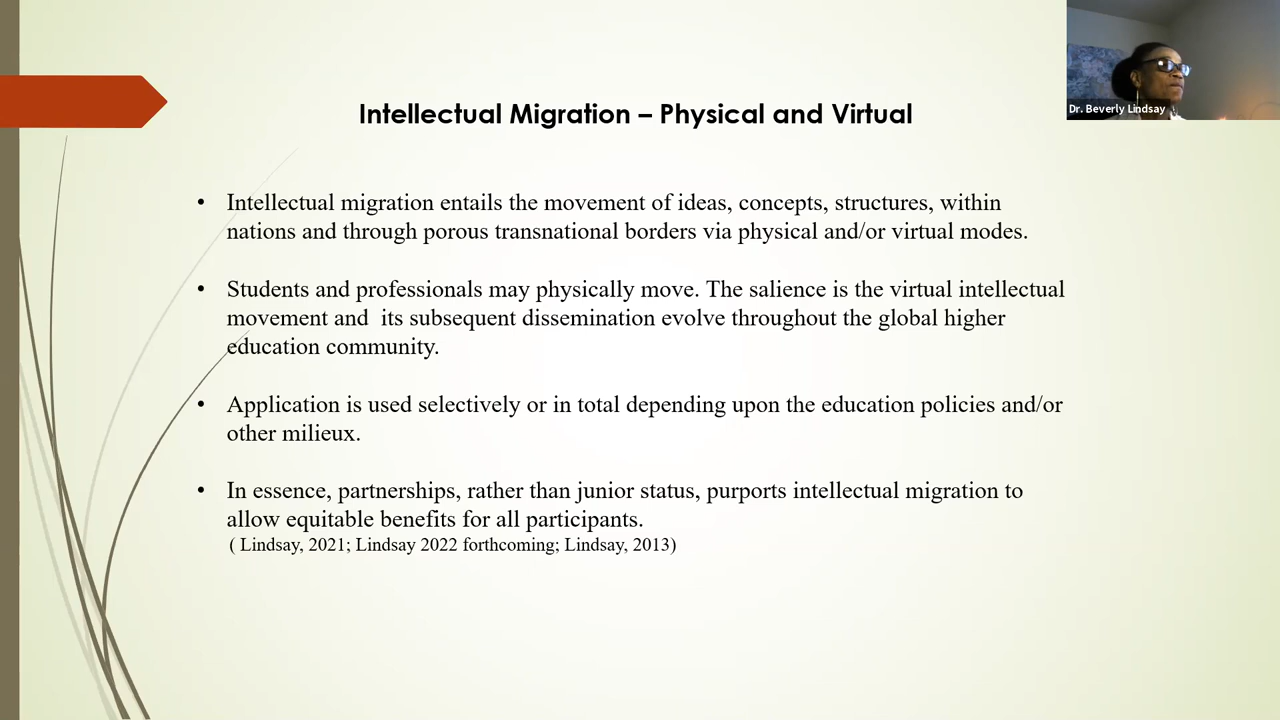 Intellectual Migration – Physical and Virtual
Dr. Beverly Lindsay
• Intellectual migration entails the movement of ideas, concepts, structures, within
nations and through porous transnational borders via physical and/or virtual modes.
• Students and professionals may physically move. The salience is the virtual intellectual
movement and  its subsequent dissemination evolve throughout the global higher
education community.
• Application is used selectively or in total depending upon the education policies and/or
other milieux.
• In essence, partnerships, rather than junior status, purports intellectual migration to
allow equitable benefits for all participants.
( Lindsay, 2021; Lindsay 2022 forthcoming; Lindsay, 2013)